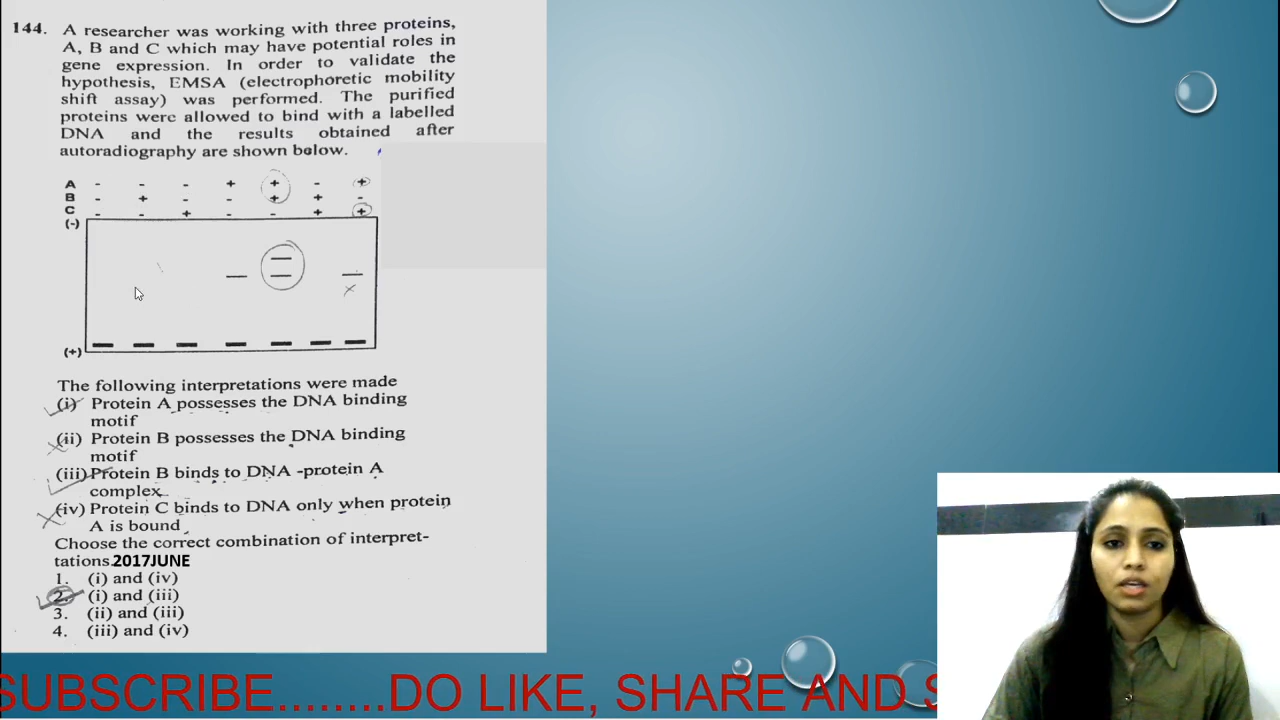 144. A researcher was working with three proteins,
A, B and C which may have potential roles in
gene expression. In order to validate the
hypothesis, EMSA (electrophoretic mobility
shift assay) was performed. The purified
proteins were allowed to bind with a labelled
DNA and the results obtained after
autoradiography are shown below.
A - - - + + - +
B - + - - + + -
C - - + - - + +
(-)
(+)
The following interpretations were made
(i) Protein A possesses the DNA binding
motif
(ii) Protein B possesses the DNA binding
motif
(iii) Protein B binds to DNA -protein A
complex
(iv) Protein C binds to DNA only when protein
A is bound
Choose the correct combination of interpret-
tations.2017JUNE
1. (i) and (iv)
2. (i) and (iii)
3. (ii) and (iii)
4. (iii) and (iv)
SUBSCRIBE........DO LIKE, SHARE AND S